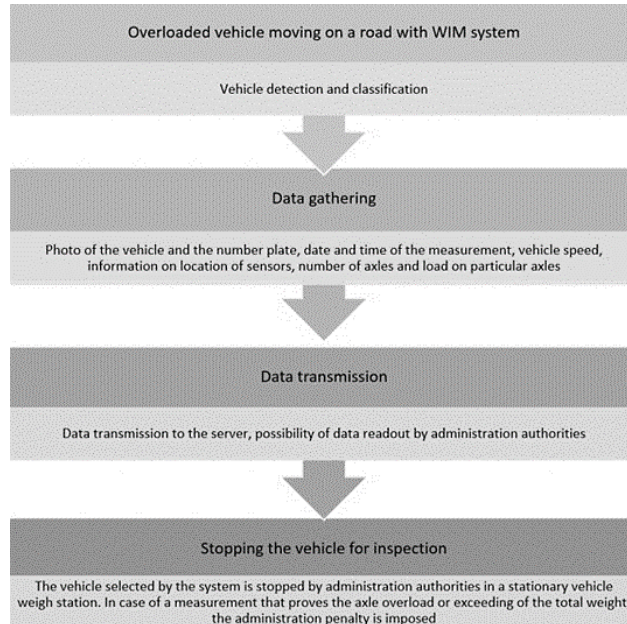 Overloaded vehicle moving on a road with WIM system
Vehicle detection and classification
Data gathering
Photo of the vehicle and the number plate, date and time of the measurement, vehicle speed,
information on location of sensors, number of axles and load on particular axles
Data transmission
Data transmission to the server, possibility of data readout by administration authorities
Stopping the vehicle for inspection
The vehicle selected by the system is stopped by administration authorities in a stationary vehicle
weigh station. In case of a measurement that proves the axle overload or exceeding of the total weight
the administration penalty is imposed